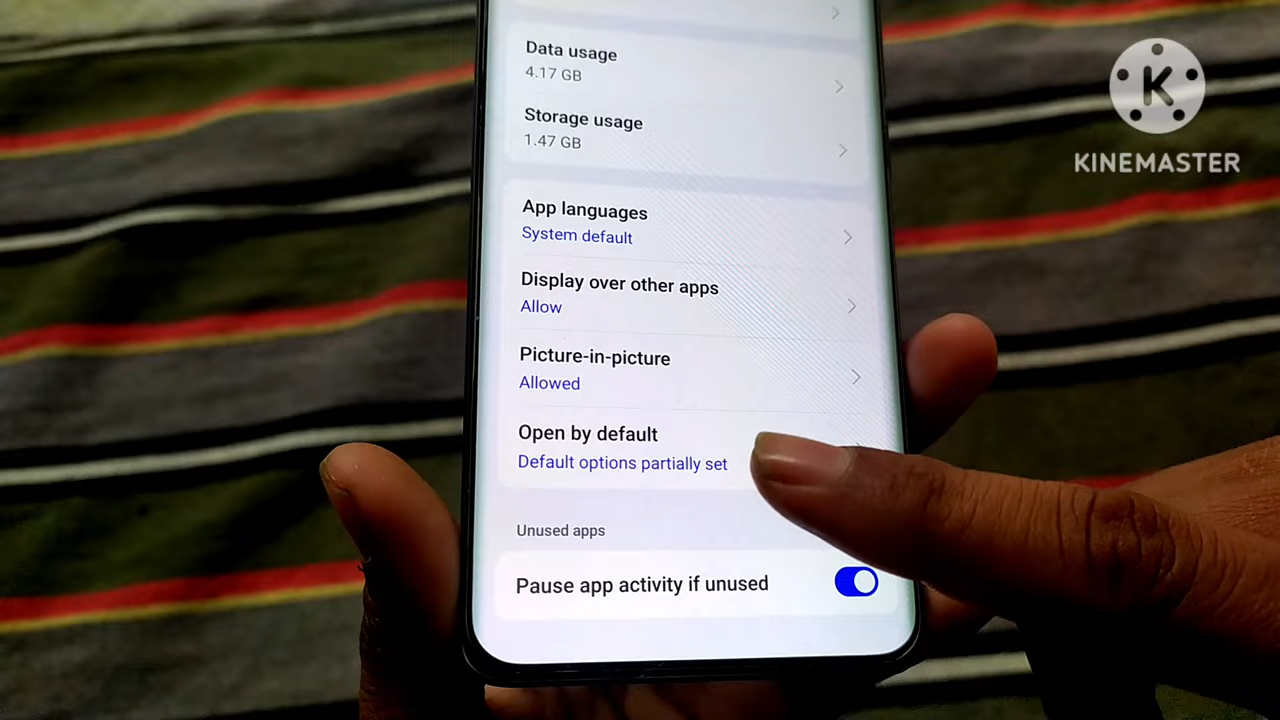 Data usage
4.17 GB
Storage usage
1.47 GB
App languages
System default
Display over other apps
Allow
Picture-in-picture
Allowed
Open by default
Default options partially set
Unused apps
Pause app activity if unused
K
KINEMASTER